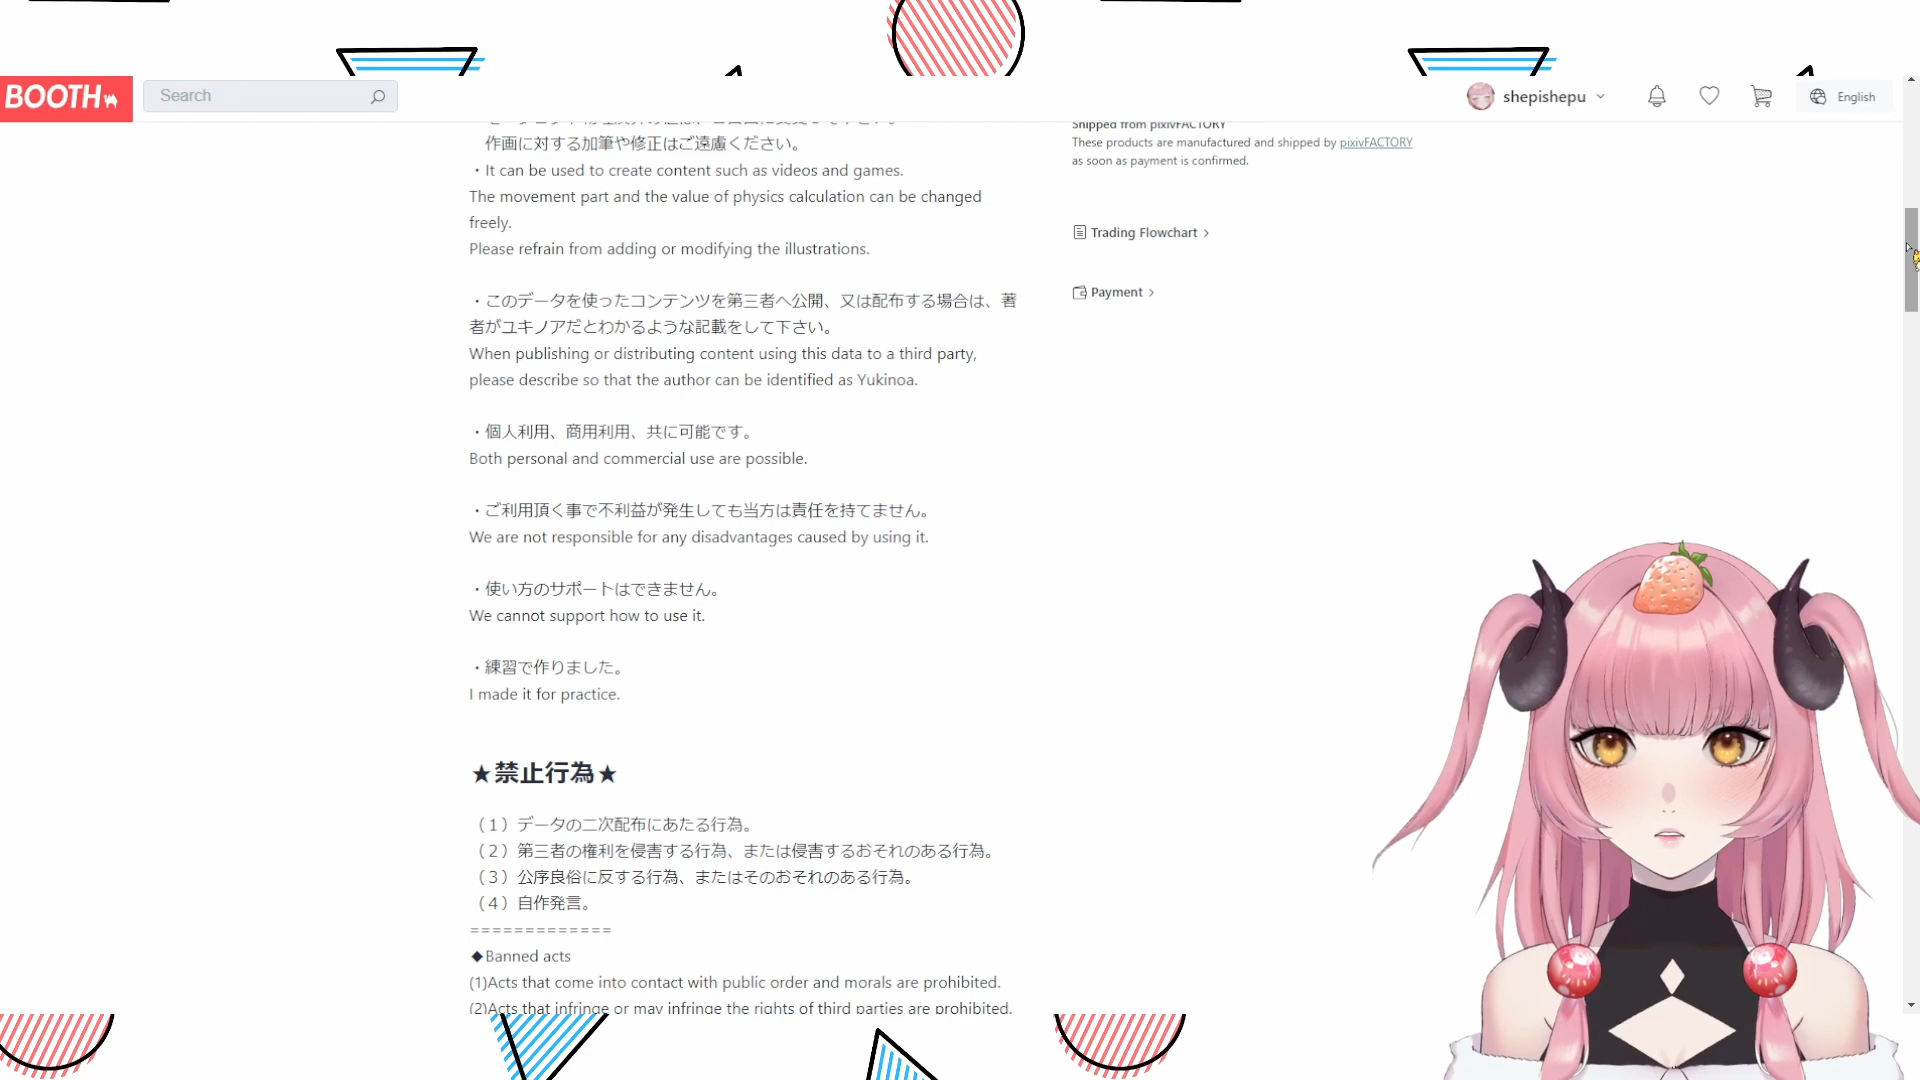 BOOTH
Search
shepishepu
English
作画に対する加筆や修正はご遠慮ください。
・It can be used to create content such as videos and games.
The movement part and the value of physics calculation can be changed
freely.
Please refrain from adding or modifying the illustrations.
・このデータを使ったコンテンツを第三者へ公開、又は配布する場合は、著
者がユキノアだとわかるような記載をして下さい。
When publishing or distributing content using this data to a third party,
please describe so that the author can be identified as Yukinoa.
・個人利用、商用利用、共に可能です。
Both personal and commercial use are possible.
・ご利用頂く事で不利益が発生しても当方は責任を持てません。
We are not responsible for any disadvantages caused by using it.
・使い方のサポートはできません。
We cannot support how to use it.
・練習で作りました。
I made it for practice.
★禁止行為★
（１）データの二次配布にあたる行為。
（２）第三者の権利を侵害する行為、または侵害するおそれのある行為。
（３）公序良俗に反する行為、またはそのおそれのある行為。
（４）自作発言。
=============
◆Banned acts
(1)Acts that come into contact with public order and morals are prohibited.
(2)Acts that infringe or may infringe the rights of third parties are prohibited.
Shipped from pixivFACTORY
These products are manufactured and shipped by pixivFACTORY
as soon as payment is confirmed.
Trading Flowchart
Payment